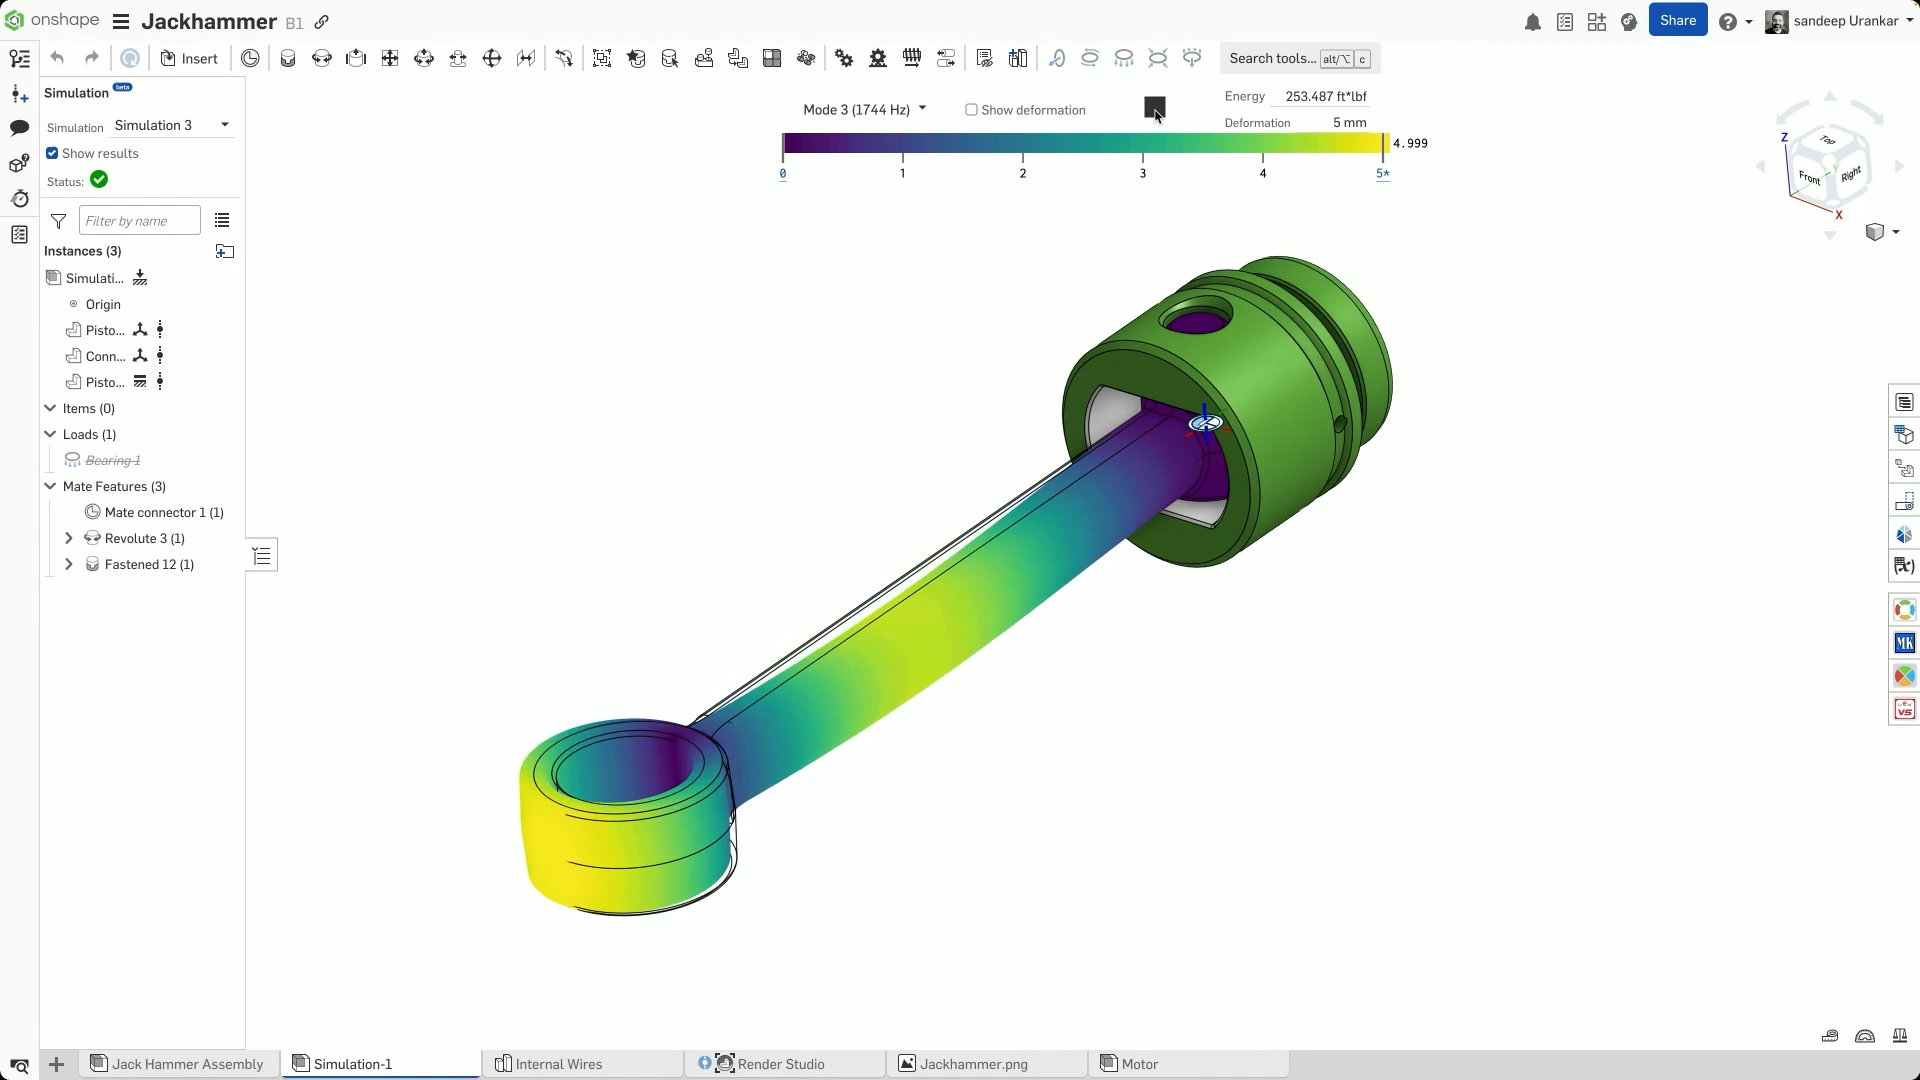 onshape Jackhammer B1 Share sandeep Urankar
Insert Search tools... alt/⌥ c
Simulation beta
Simulation Simulation 3
Show results
Status:
Filter by name
Instances (3)
Simulati...
Origin
Pisto...
Conn...
Pisto...
Items (0)
Loads (1)
Bearing 1
Mate Features (3)
Mate connector 1 (1)
Revolute 3 (1)
Fastened 12 (1)
Mode 3 (1744 Hz) Show deformation
Energy 253.487 ft*lbf
Deformation 5 mm
4.999
0 1 2 3 4 5*
Top
Front Right
Z
X
(x)
MK
VS
Jack Hammer Assembly Simulation-1 Internal Wires Render Studio Jackhammer.png Motor